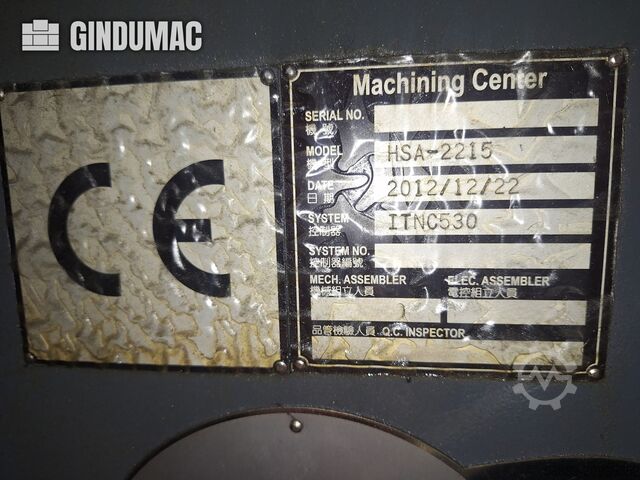 GINDUMAC
CE
Machining Center
SERIAL NO.
機號
MODEL HSA-2215
機型
DATE 2012/12/22
日期
SYSTEM ITNC530
控制器
SYSTEM NO.
控制器編號
MECH. ASSEMBLER ELEC. ASSEMBLER
機械組立人員 電控組立人員
品管檢驗人員 Q.C. INSPECTOR